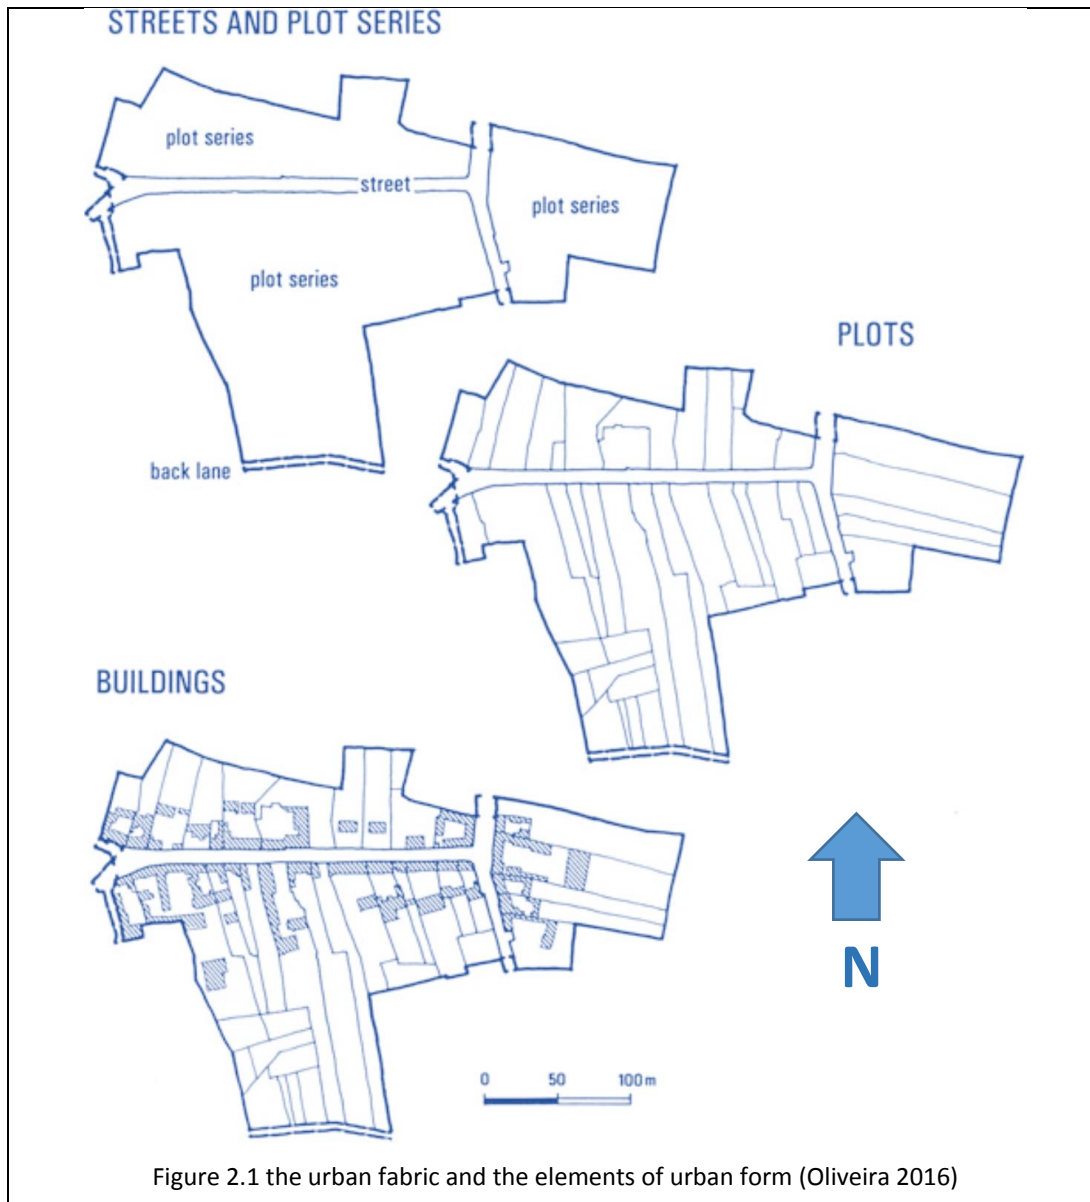 STREETS AND PLOT SERIES
plot series
street
plot series
plot series
back lane
PLOTS
BUILDINGS
N
0 50 100 m
Figure 2.1 the urban fabric and the elements of urban form (Oliveira 2016)